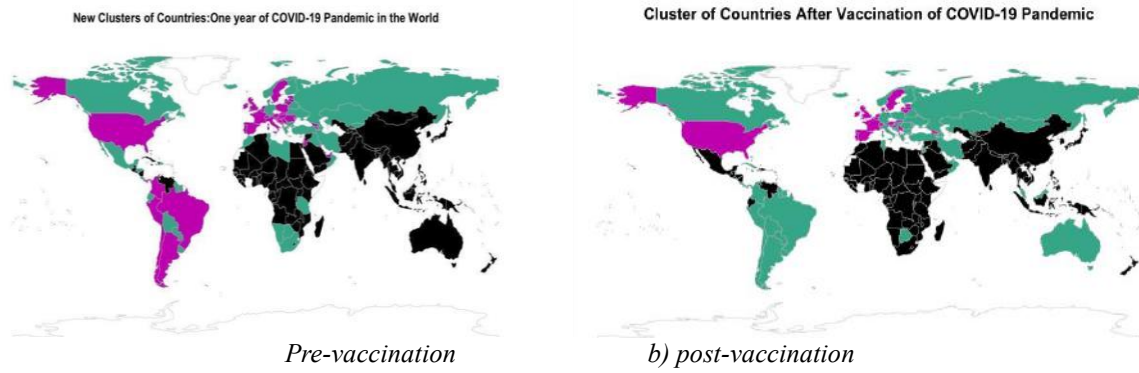 New Clusters of Countries:One year of COVID-19 Pandemic in the World
Cluster of Countries After Vaccination of COVID-19 Pandemic
Pre-vaccination
b) post-vaccination